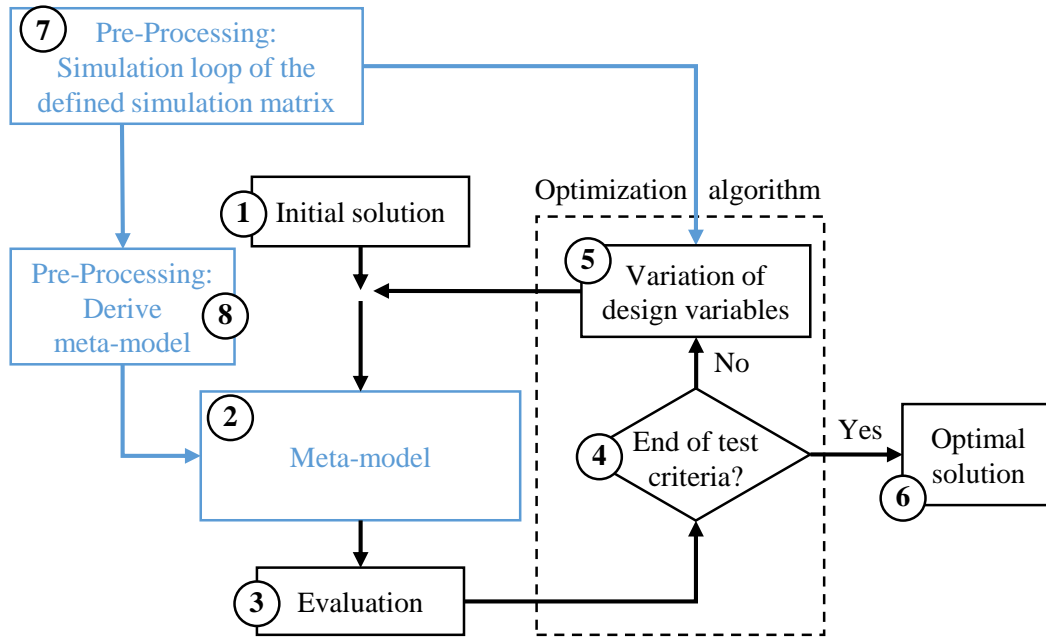 7
Pre-Processing:
Simulation loop of the
defined simulation matrix
1
Initial solution
Optimization algorithm
5
Variation of
design variables
Pre-Processing:
Derive
meta-model
8
No
2
Meta-model
4
End of test
criteria?
Yes
Optimal
solution
6
3
Evaluation